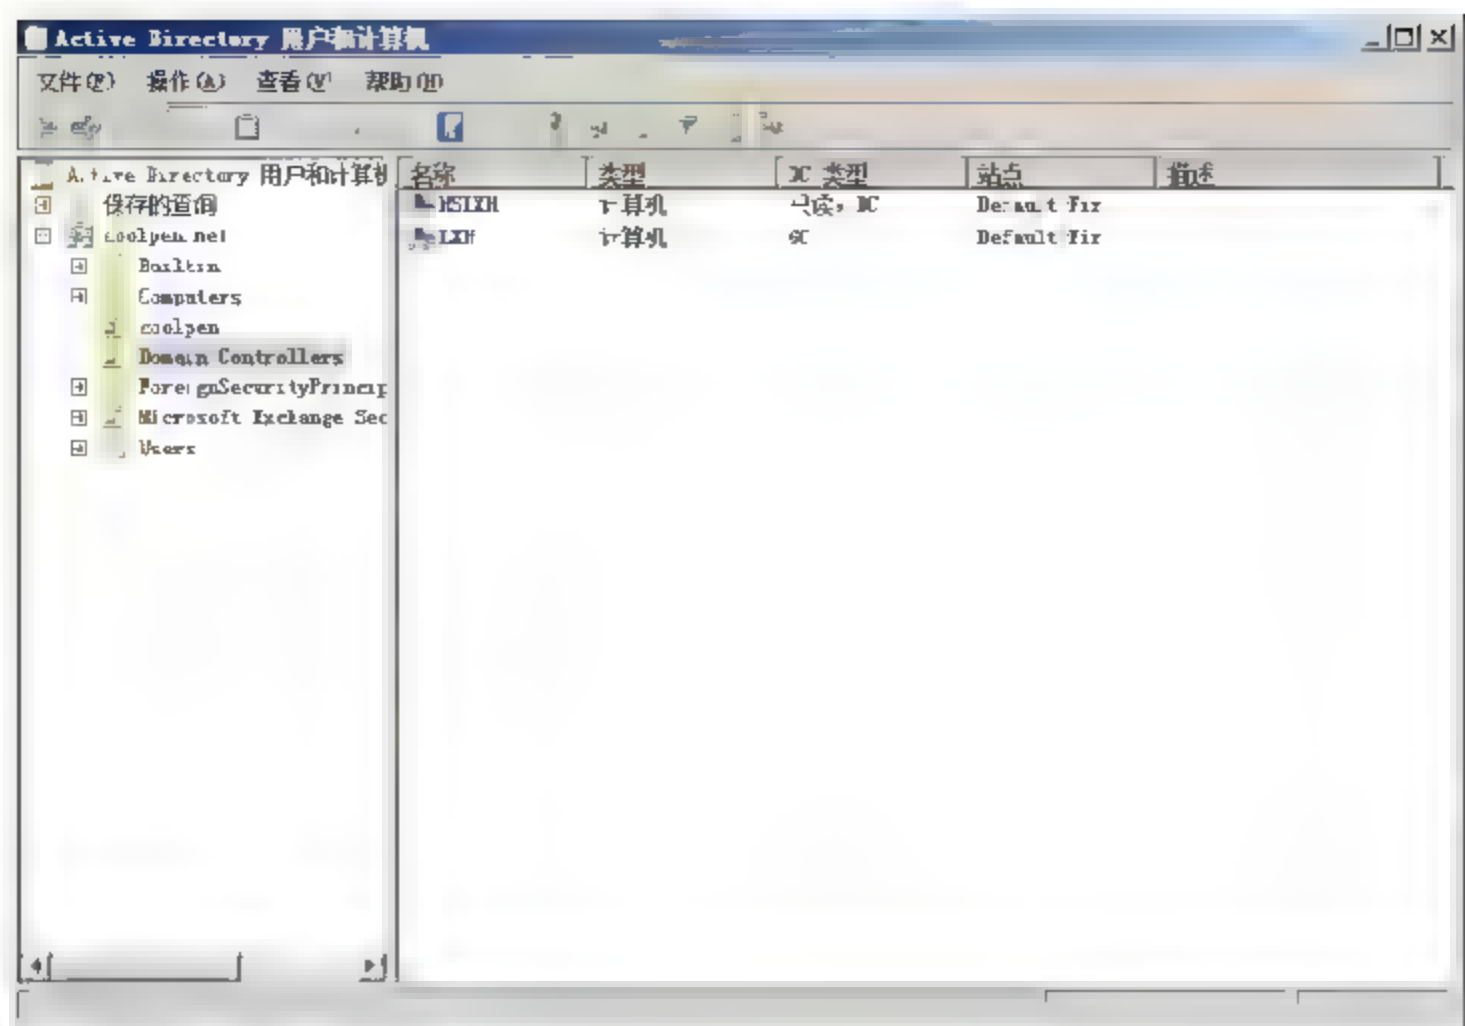 Active Directory 用户和计算机
文件(F) 操作(A) 查看(V) 帮助(H)
Active Directory 用户和计算机
保存的查询
coolpen.net
Builtin
Computers
coolpen
Domain Controllers
ForeignSecurityPrincip
Microsoft Exchange Sec
Users
名称 类型 DC 类型 站点 描述
计算机 只读, DC Default Fir
LXH 计算机 GC Default Fir